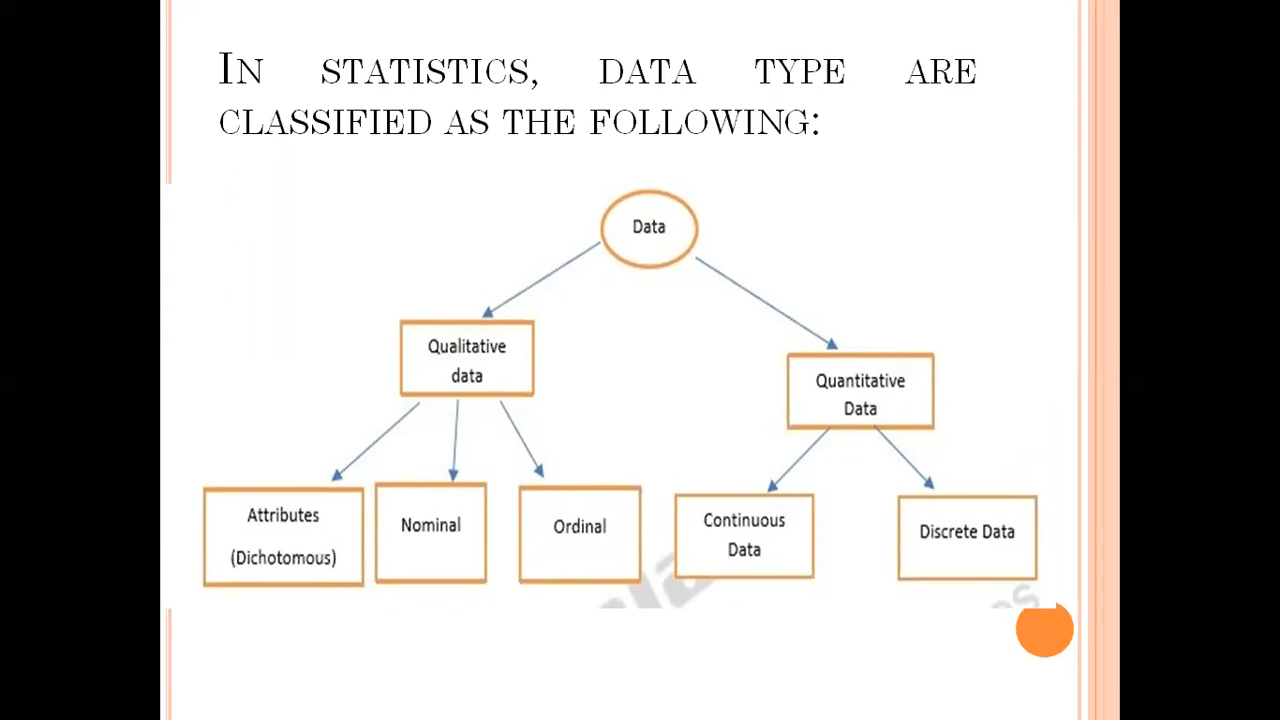 IN STATISTICS, DATA TYPE ARE
CLASSIFIED AS THE FOLLOWING:
Data
Qualitative
data
Quantitative
Data
Attributes
(Dichotomous)
Nominal
Ordinal
Continuous
Data
Discrete Data